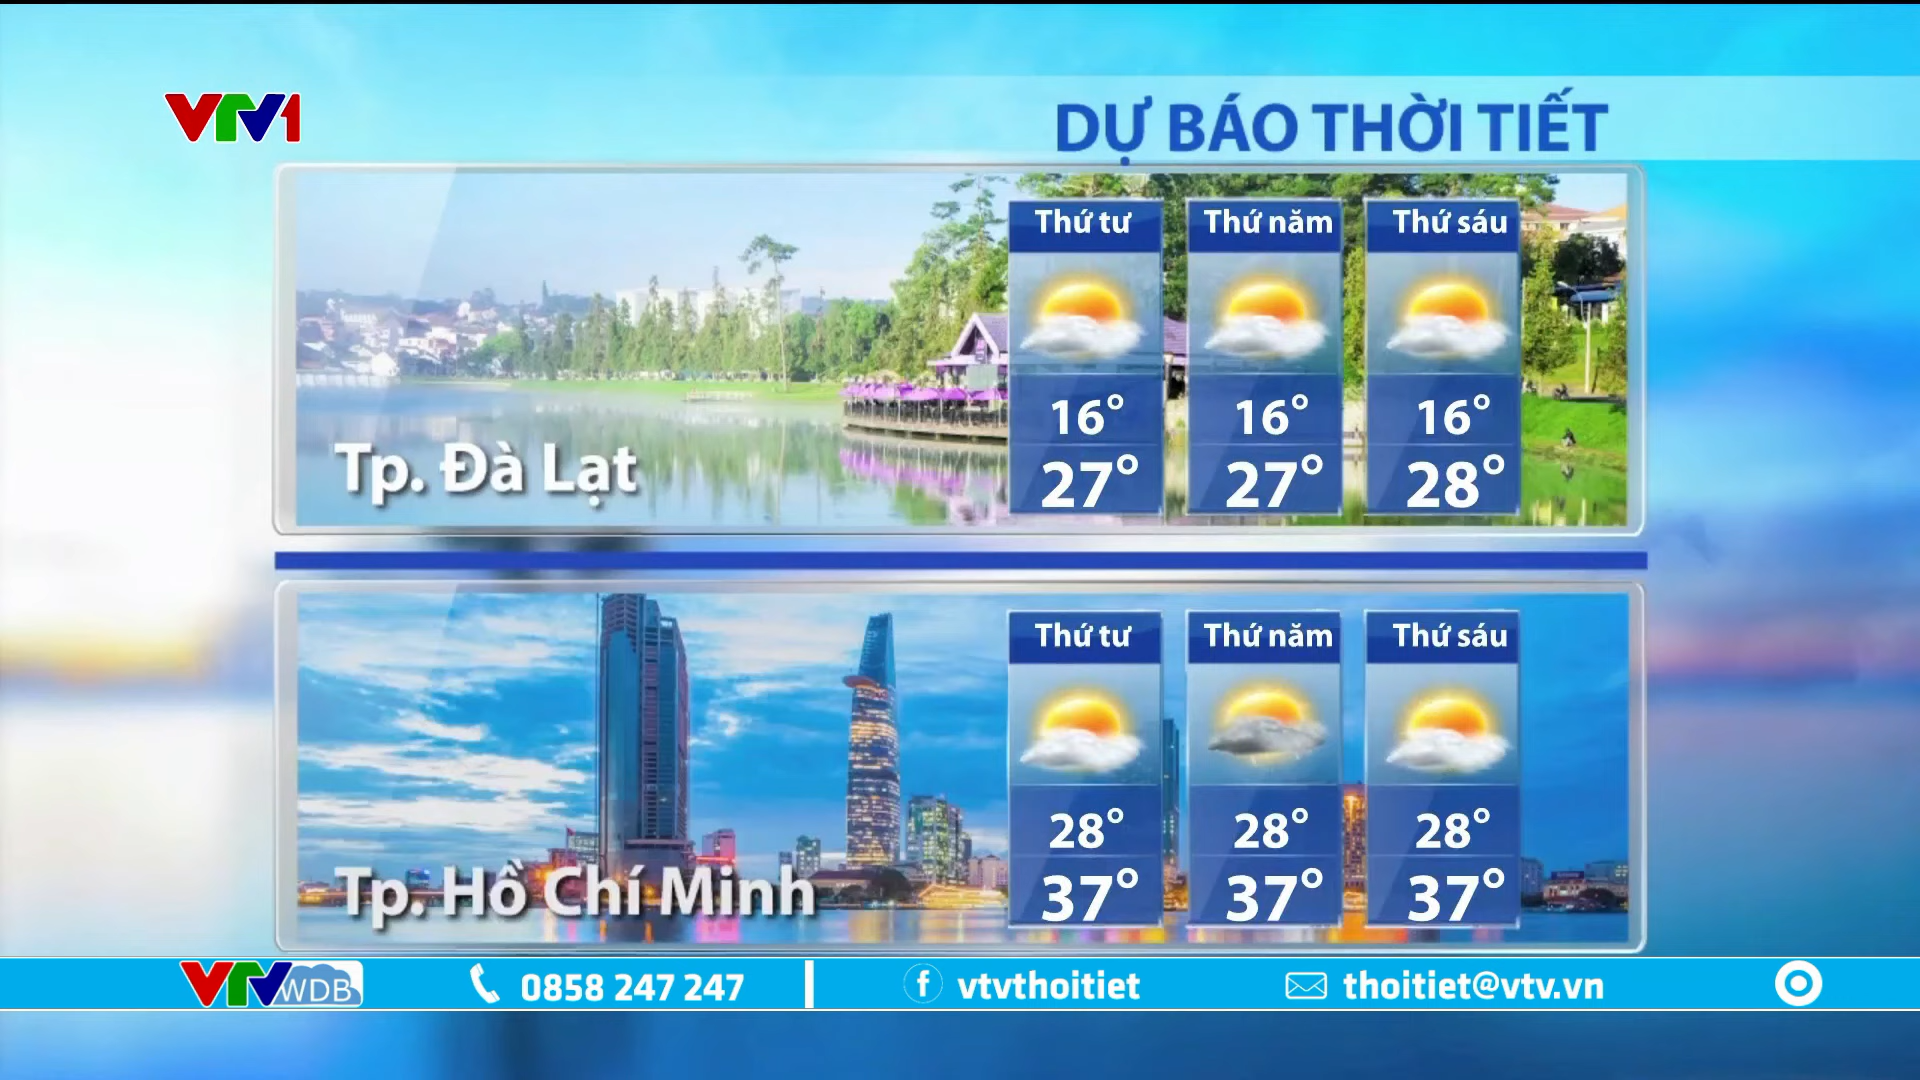 VTV1
DỰ BÁO THỜI TIẾT
Thứ tư Thứ năm Thứ sáu
16° 16° 16°
27° 27° 28°
Tp. Đà Lạt
Thứ tư Thứ năm Thứ sáu
28° 28° 28°
37° 37° 37°
Tp. Hồ Chí Minh
VTV WDB 0858 247 247 vtvthoitiet thoitiet@vtv.vn